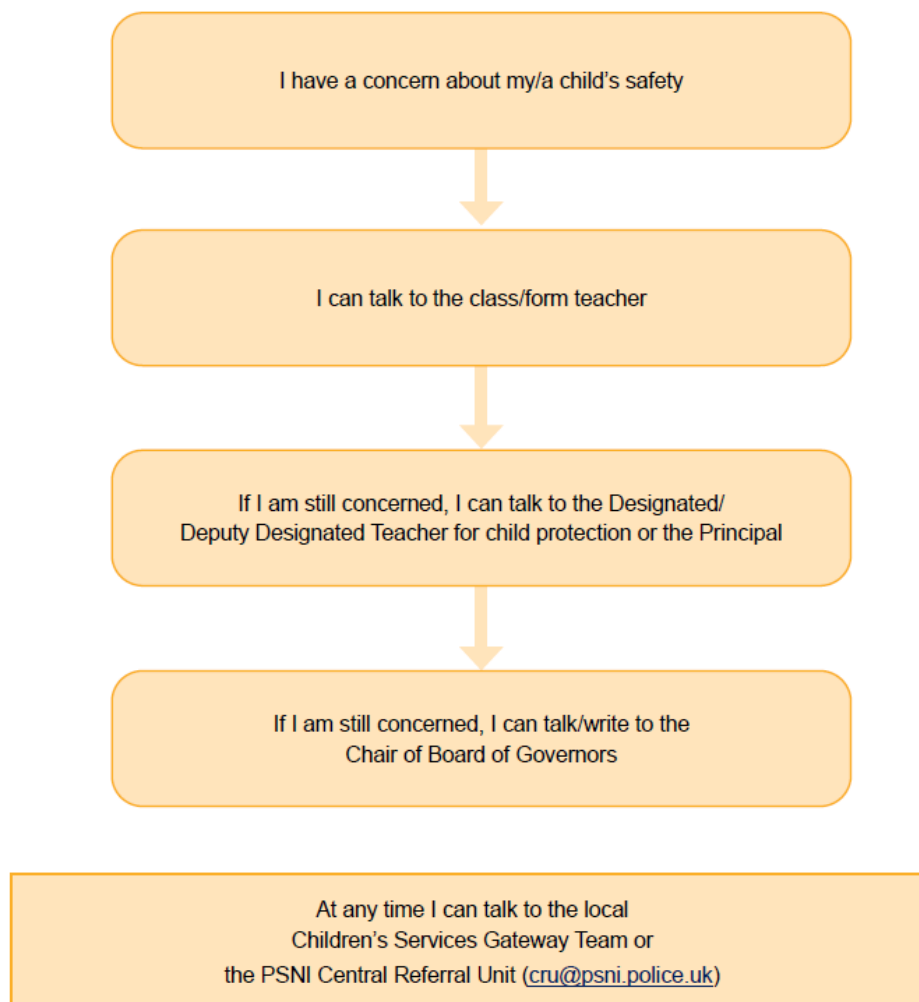 I have a concern about my/a child’s safety
I can talk to the class/form teacher
If I am still concerned, I can talk to the Designated/
Deputy Designated Teacher for child protection or the Principal
If I am still concerned, I can talk/write to the
Chair of Board of Governors
At any time I can talk to the local
Children’s Services Gateway Team or
the PSNI Central Referral Unit (cru@psni.police.uk)